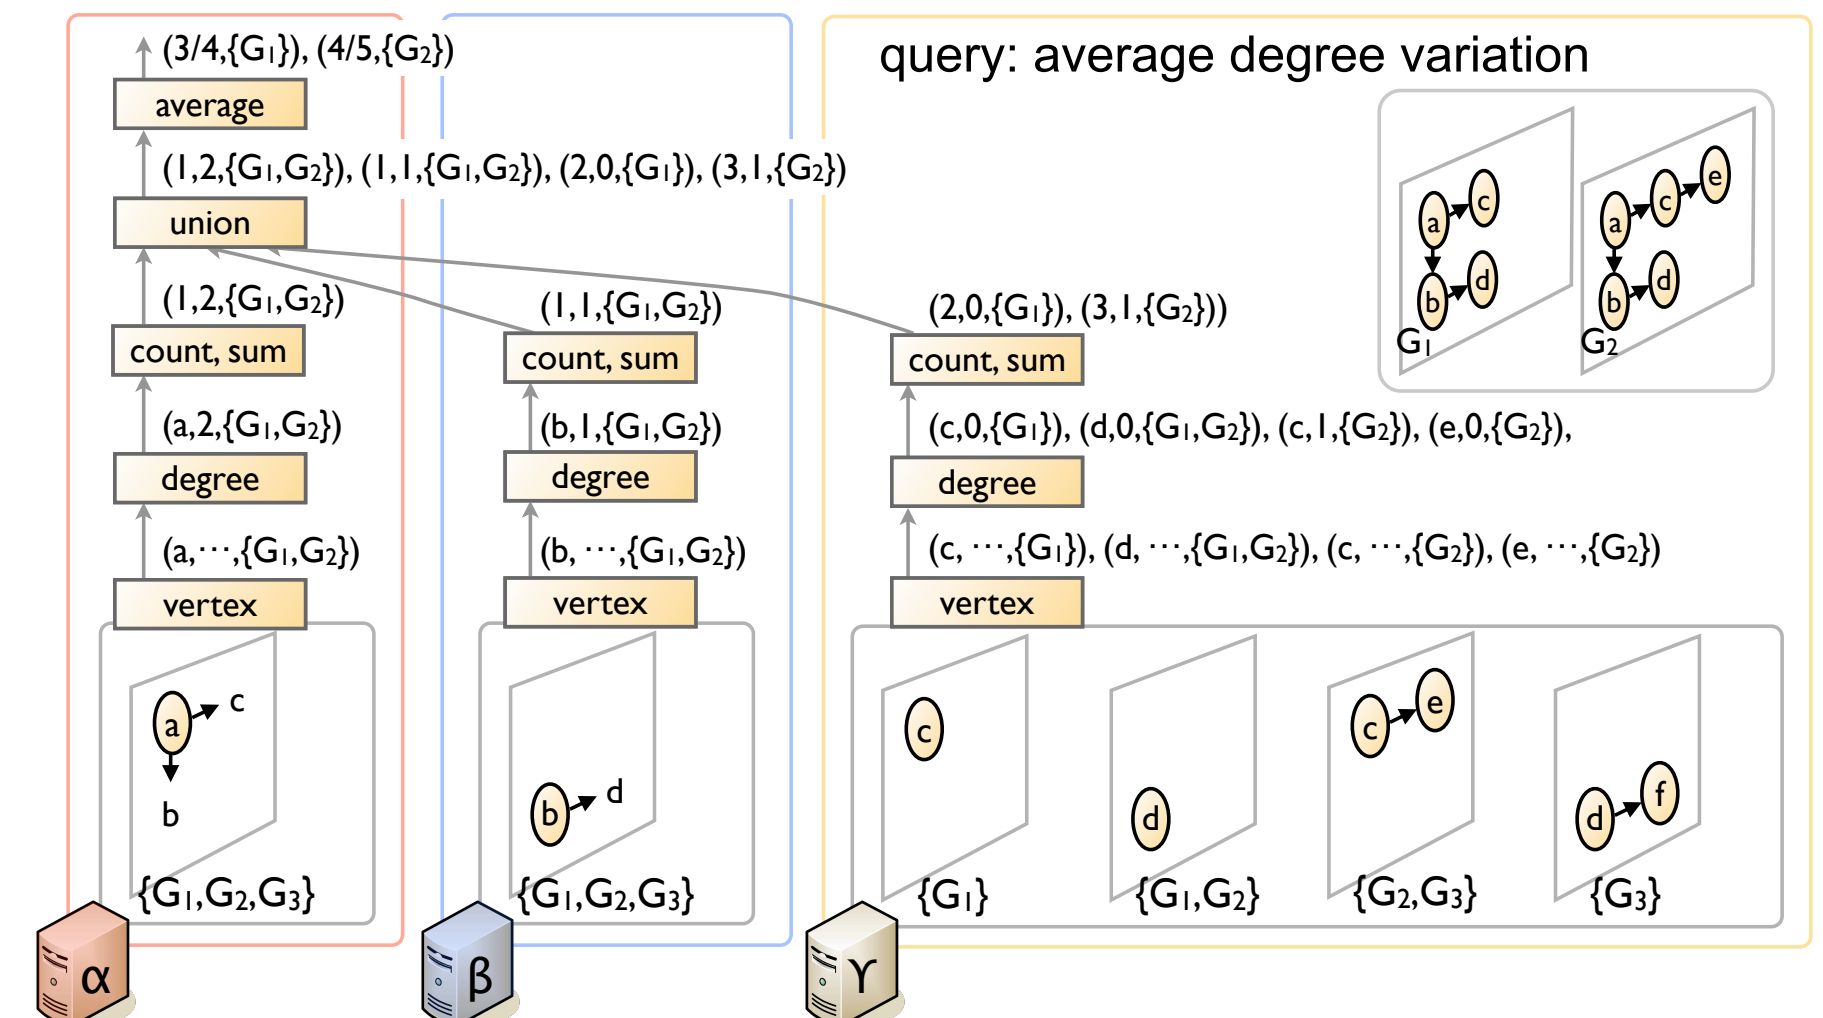 query: average degree variation
(3/4,{G1}), (4/5,{G2})
average
(1,2,{G1,G2}), (1,1,{G1,G2}), (2,0,{G1}), (3,1,{G2})
union
(1,2,{G1,G2})
count, sum
(a,2,{G1,G2})
degree
(a,⋯,{G1,G2})
vertex
a
c
b
{G1,G2,G3}
α
(1,1,{G1,G2})
count, sum
(b,1,{G1,G2})
degree
(b, ⋯,{G1,G2})
vertex
b
d
{G1,G2,G3}
β
a
c
b
d
G1
a
c
e
b
d
G2
(2,0,{G1}), (3,1,{G2}))
count, sum
(c,0,{G1}), (d,0,{G1,G2}), (c,1,{G2}), (e,0,{G2}),
degree
(c, ⋯,{G1}), (d, ⋯,{G1,G2}), (c, ⋯,{G2}), (e, ⋯,{G2})
vertex
c
{G1}
d
{G1,G2}
c
e
{G2,G3}
d
f
{G3}
ϒ